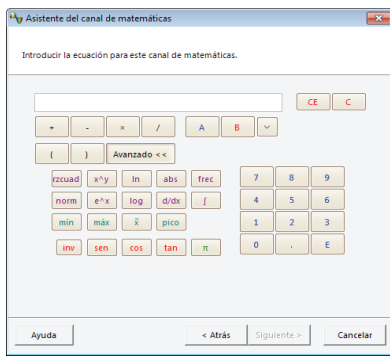 Asistente del canal de matemáticas
Introducir la ecuación para este canal de matemáticas.
CE C
+ - × / A B
( ) Avanzado <<
rzcuad x^y ln abs frec 7 8 9
norm e^x log d/dx ∫ 4 5 6
mín máx x̅ pico 1 2 3
inv sen cos tan π 0 . E
Ayuda < Atrás Siguiente > Cancelar